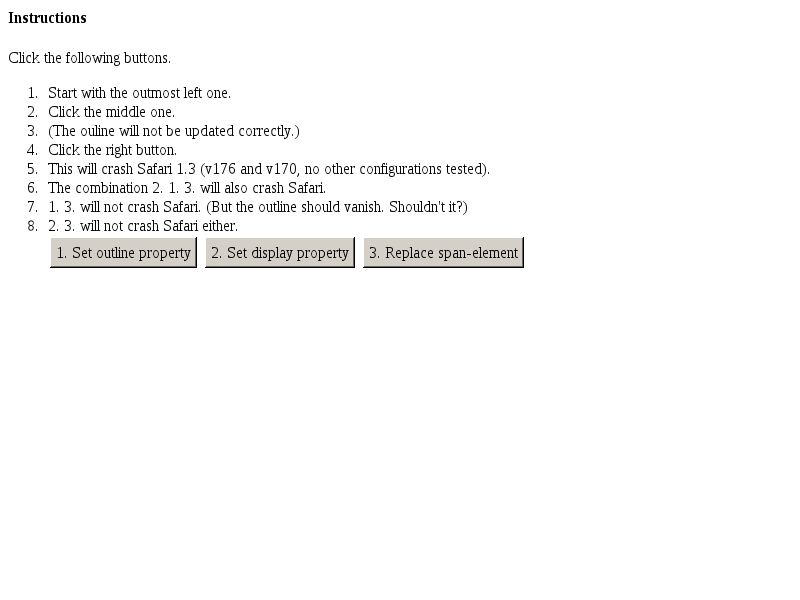 Instructions
Click the following buttons.
1. Start with the outmost left one.
2. Click the middle one.
3. (The ouline will not be updated correctly.)
4. Click the right button.
5. This will crash Safari 1.3 (v176 and v170, no other configurations tested).
6. The combination 2. 1. 3. will also crash Safari.
7. 1. 3. will not crash Safari. (But the outline should vanish. Shouldn't it?)
8. 2. 3. will not crash Safari either.
1. Set outline property 2. Set display property 3. Replace span-element